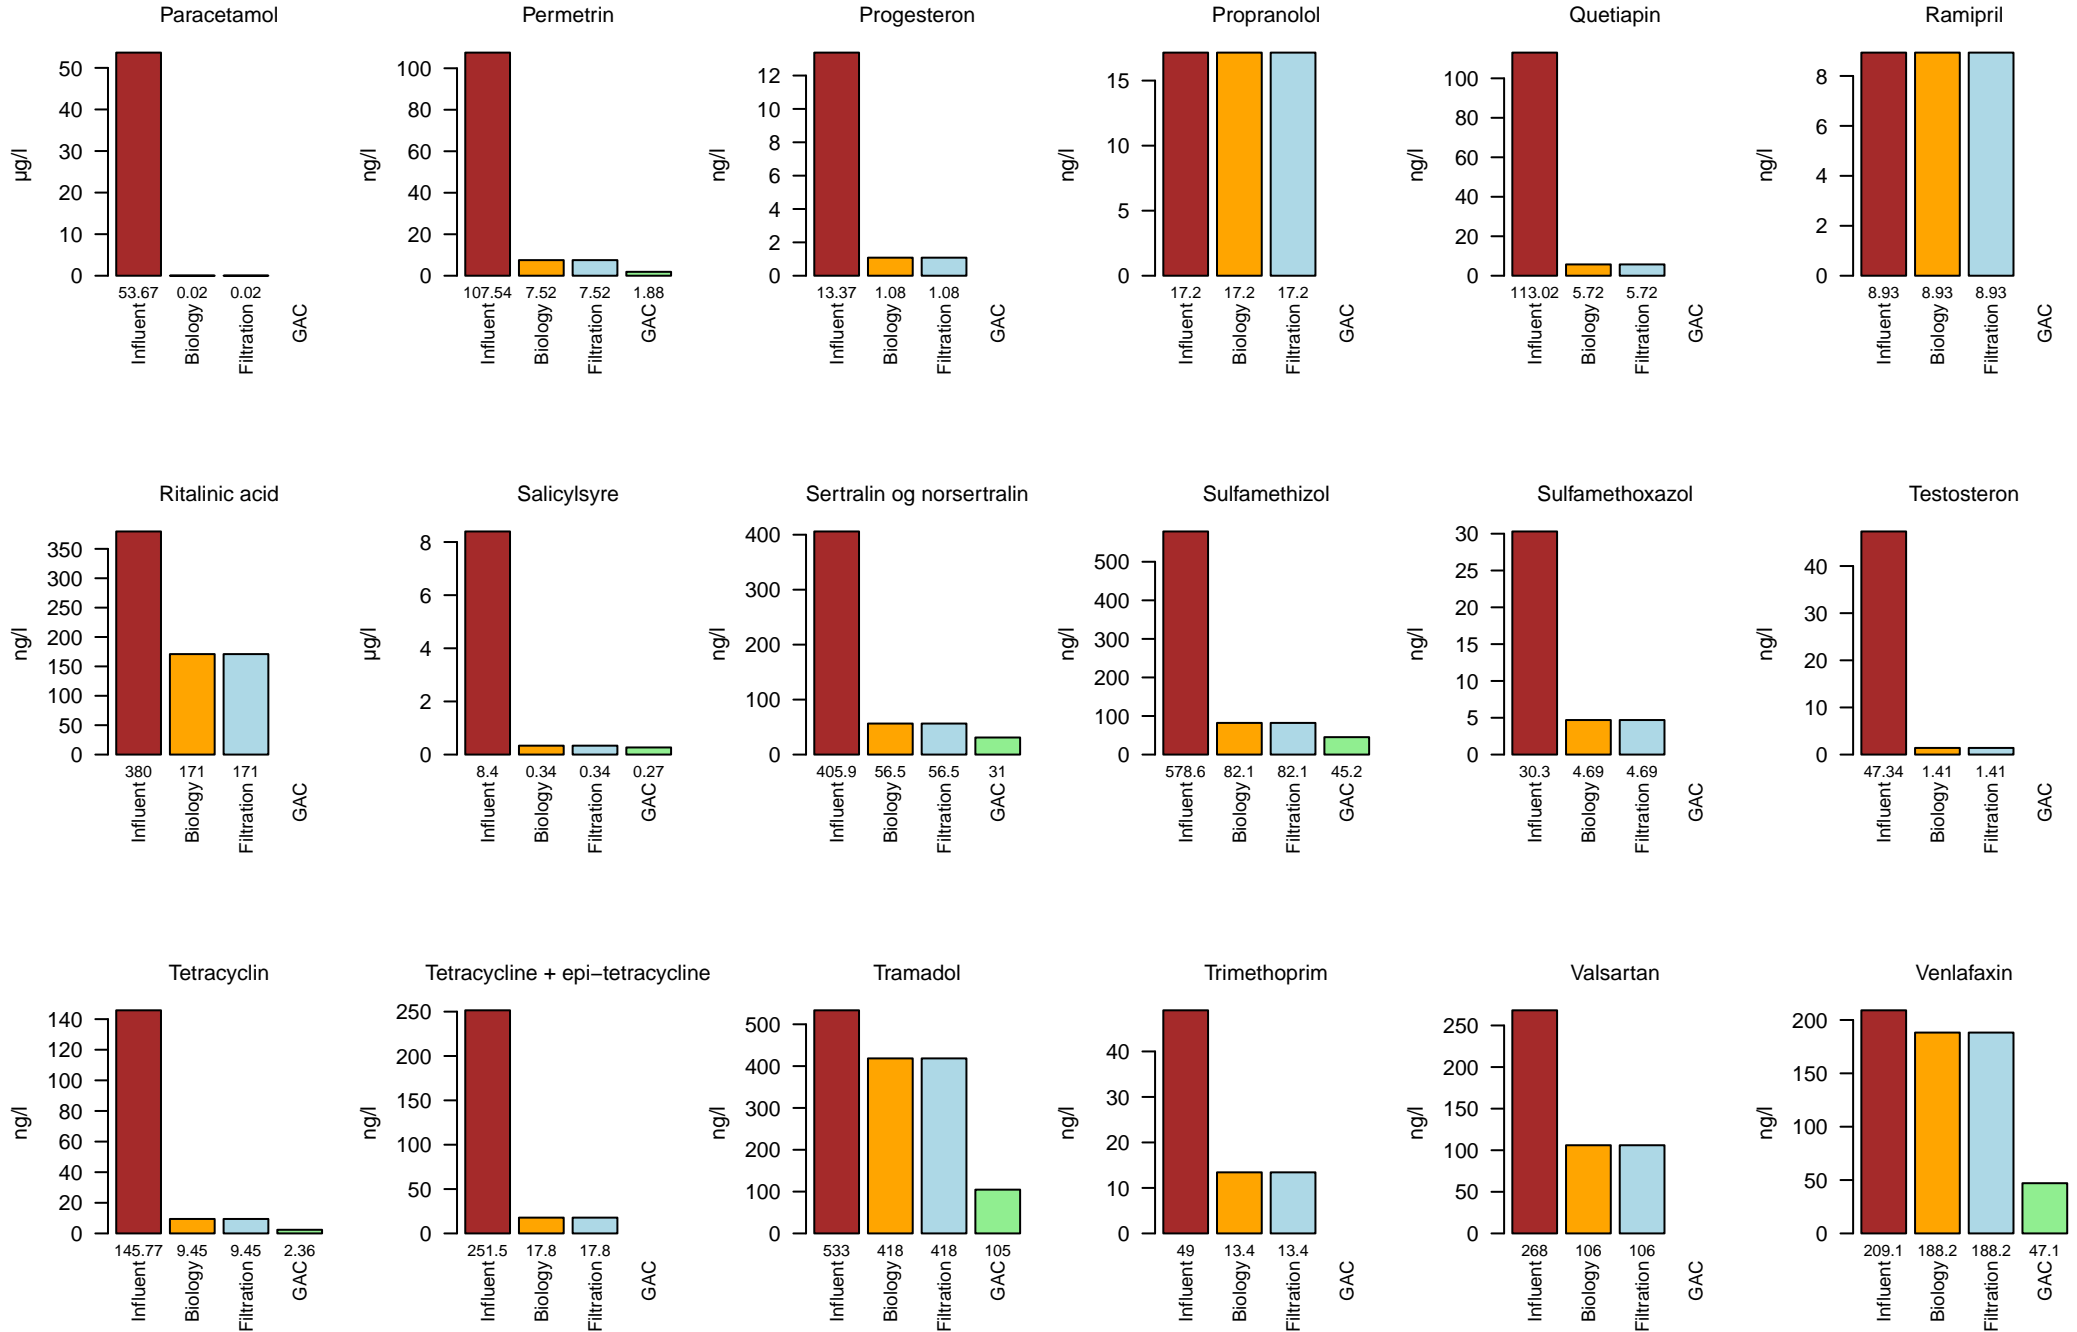 Paracetamol
µg/l
50
40
30
20
10
0
53.67 0.02 0.02
Influent Biology Filtration GAC
Permetrin
ng/l
100
80
60
40
20
0
107.54 7.52 7.52 1.88
Influent Biology Filtration GAC
Progesteron
ng/l
12
10
8
6
4
2
0
13.37 1.08 1.08
Influent Biology Filtration GAC
Propranolol
ng/l
15
10
5
0
17.2 17.2 17.2
Influent Biology Filtration GAC
Quetiapin
ng/l
100
80
60
40
20
0
113.02 5.72 5.72
Influent Biology Filtration GAC
Ramipril
ng/l
8
6
4
2
0
8.93 8.93 8.93
Influent Biology Filtration GAC
Ritalinic acid
ng/l
350
300
250
200
150
100
50
0
380 171 171
Influent Biology Filtration GAC
Salicylsyre
µg/l
8
6
4
2
0
8.4 0.34 0.34 0.27
Influent Biology Filtration GAC
Sertralin og norsertralin
ng/l
400
300
200
100
0
405.9 56.5 56.5 31
Influent Biology Filtration GAC
Sulfamethizol
ng/l
500
400
300
200
100
0
578.6 82.1 82.1 45.2
Influent Biology Filtration GAC
Sulfamethoxazol
ng/l
30
25
20
15
10
5
0
30.3 4.69 4.69
Influent Biology Filtration GAC
Testosteron
ng/l
40
30
20
10
0
47.34 1.41 1.41
Influent Biology Filtration GAC
Tetracyclin
ng/l
140
120
100
80
60
40
20
0
145.77 9.45 9.45 2.36
Influent Biology Filtration GAC
Tetracycline + epi−tetracycline
ng/l
250
200
150
100
50
0
251.5 17.8 17.8
Influent Biology Filtration GAC
Tramadol
ng/l
500
400
300
200
100
0
533 418 418 105
Influent Biology Filtration GAC
Trimethoprim
ng/l
40
30
20
10
0
49 13.4 13.4
Influent Biology Filtration GAC
Valsartan
ng/l
250
200
150
100
50
0
268 106 106
Influent Biology Filtration GAC
Venlafaxin
ng/l
200
150
100
50
0
209.1 188.2 188.2 47.1
Influent Biology Filtration GAC